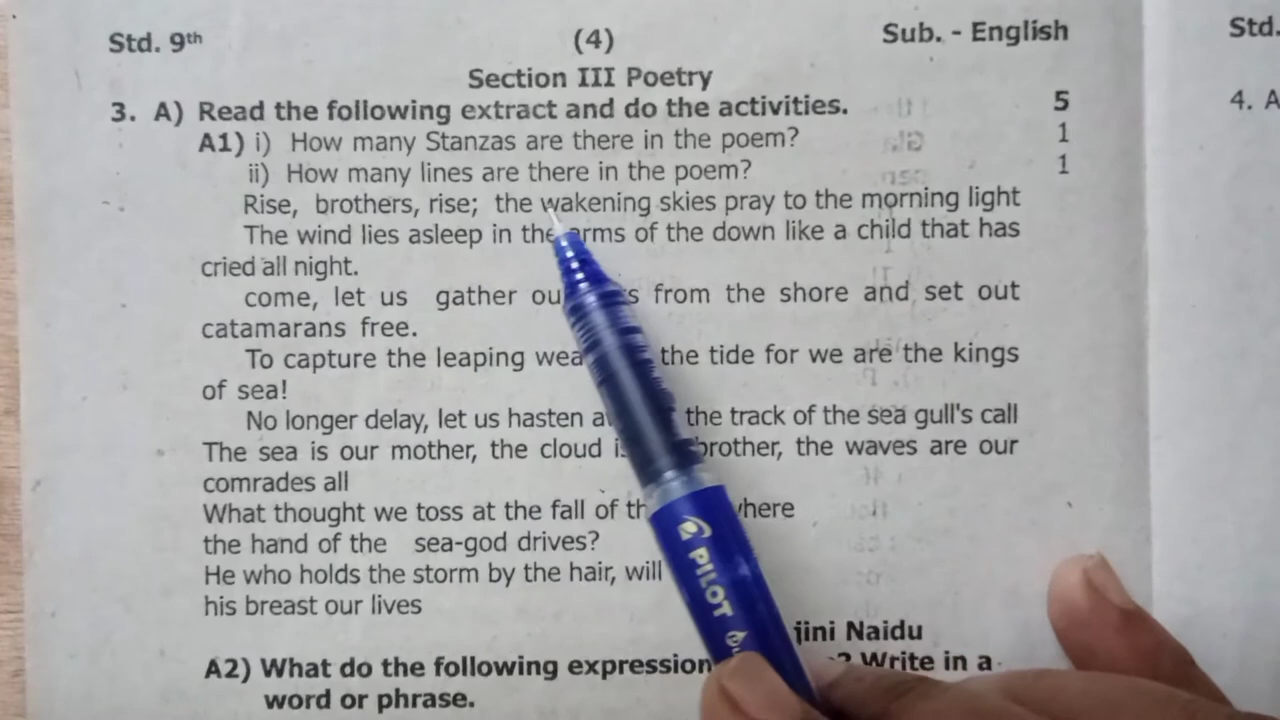 Std. 9th (4) Sub. - English Std.
Section III Poetry
3. A) Read the following extract and do the activities. 5 4. A
A1) i) How many Stanzas are there in the poem? 1
ii) How many lines are there in the poem? 1
Rise, brothers, rise; the wakening skies pray to the morning light
The wind lies asleep in the arms of the down like a child that has
cried all night.
come, let us gather from the shore and set out
catamarans free.
To capture the leaping the tide for we are the kings
of sea!
No longer delay, let us hasten the track of the sea gull's call
The sea is our mother, the cloud brother, the waves are our
comrades all
What thought we toss at the fall of
the hand of the sea-god drives?
He who holds the storm by the hair, will
his breast our lives
Naidu
A2) What do the following Write in a
word or phrase.
PILOT